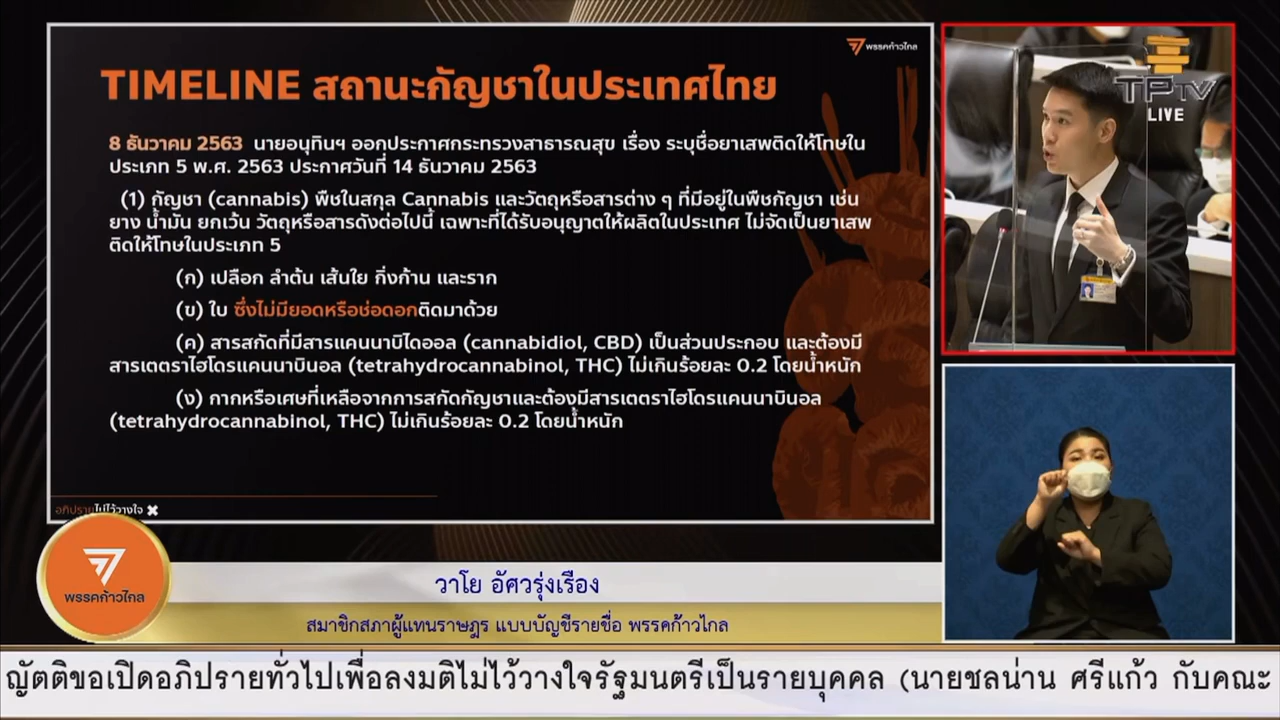 พรรคก้าวไกล
TIMELINE สถานะกัญชาในประเทศไทย
8 ธันวาคม 2563 นายอนุทินฯ ออกประกาศกระทรวงสาธารณสุข เรื่อง ระบุชื่อยาเสพติดให้โทษใน
ประเภท 5 พ.ศ. 2563 ประกาศวันที่ 14 ธันวาคม 2563
(1) กัญชา (cannabis) พืชในสกุล Cannabis และวัตถุหรือสารต่าง ๆ ที่มีอยู่ในพืชกัญชา เช่น
ยาง น้ำมัน ยกเว้น วัตถุหรือสารดังต่อไปนี้ เฉพาะที่ได้รับอนุญาตให้ผลิตในประเทศ ไม่จัดเป็นยาเสพ
ติดให้โทษในประเภท 5
(ก) เปลือก ลำต้น เส้นใย กิ่งก้าน และราก
(ข) ใบ ซึ่งไม่มียอดหรือช่อดอกติดมาด้วย
(ค) สารสกัดที่มีสารแคนนาบิไดออล (cannabidiol, CBD) เป็นส่วนประกอบ และต้องมี
สารเตตราไฮโดรแคนนาบินอล (tetrahydrocannabinol, THC) ไม่เกินร้อยละ 0.2 โดยน้ำหนัก
(ง) กากหรือเศษที่เหลือจากการสกัดกัญชาและต้องมีสารเตตราไฮโดรแคนนาบินอล
(tetrahydrocannabinol, THC) ไม่เกินร้อยละ 0.2 โดยน้ำหนัก
อภิปรายไม่ไว้วางใจ
TPTV
LIVE
พรรคก้าวไกล
วาโย อัศวรุ่งเรือง
สมาชิกสภาผู้แทนราษฎร แบบบัญชีรายชื่อ พรรคก้าวไกล
ญัตติขอเปิดอภิปรายทั่วไปเพื่อลงมติไม่ไว้วางใจรัฐมนตรีเป็นรายบุคคล (นายชลน่าน ศรีแก้ว กับคณะ